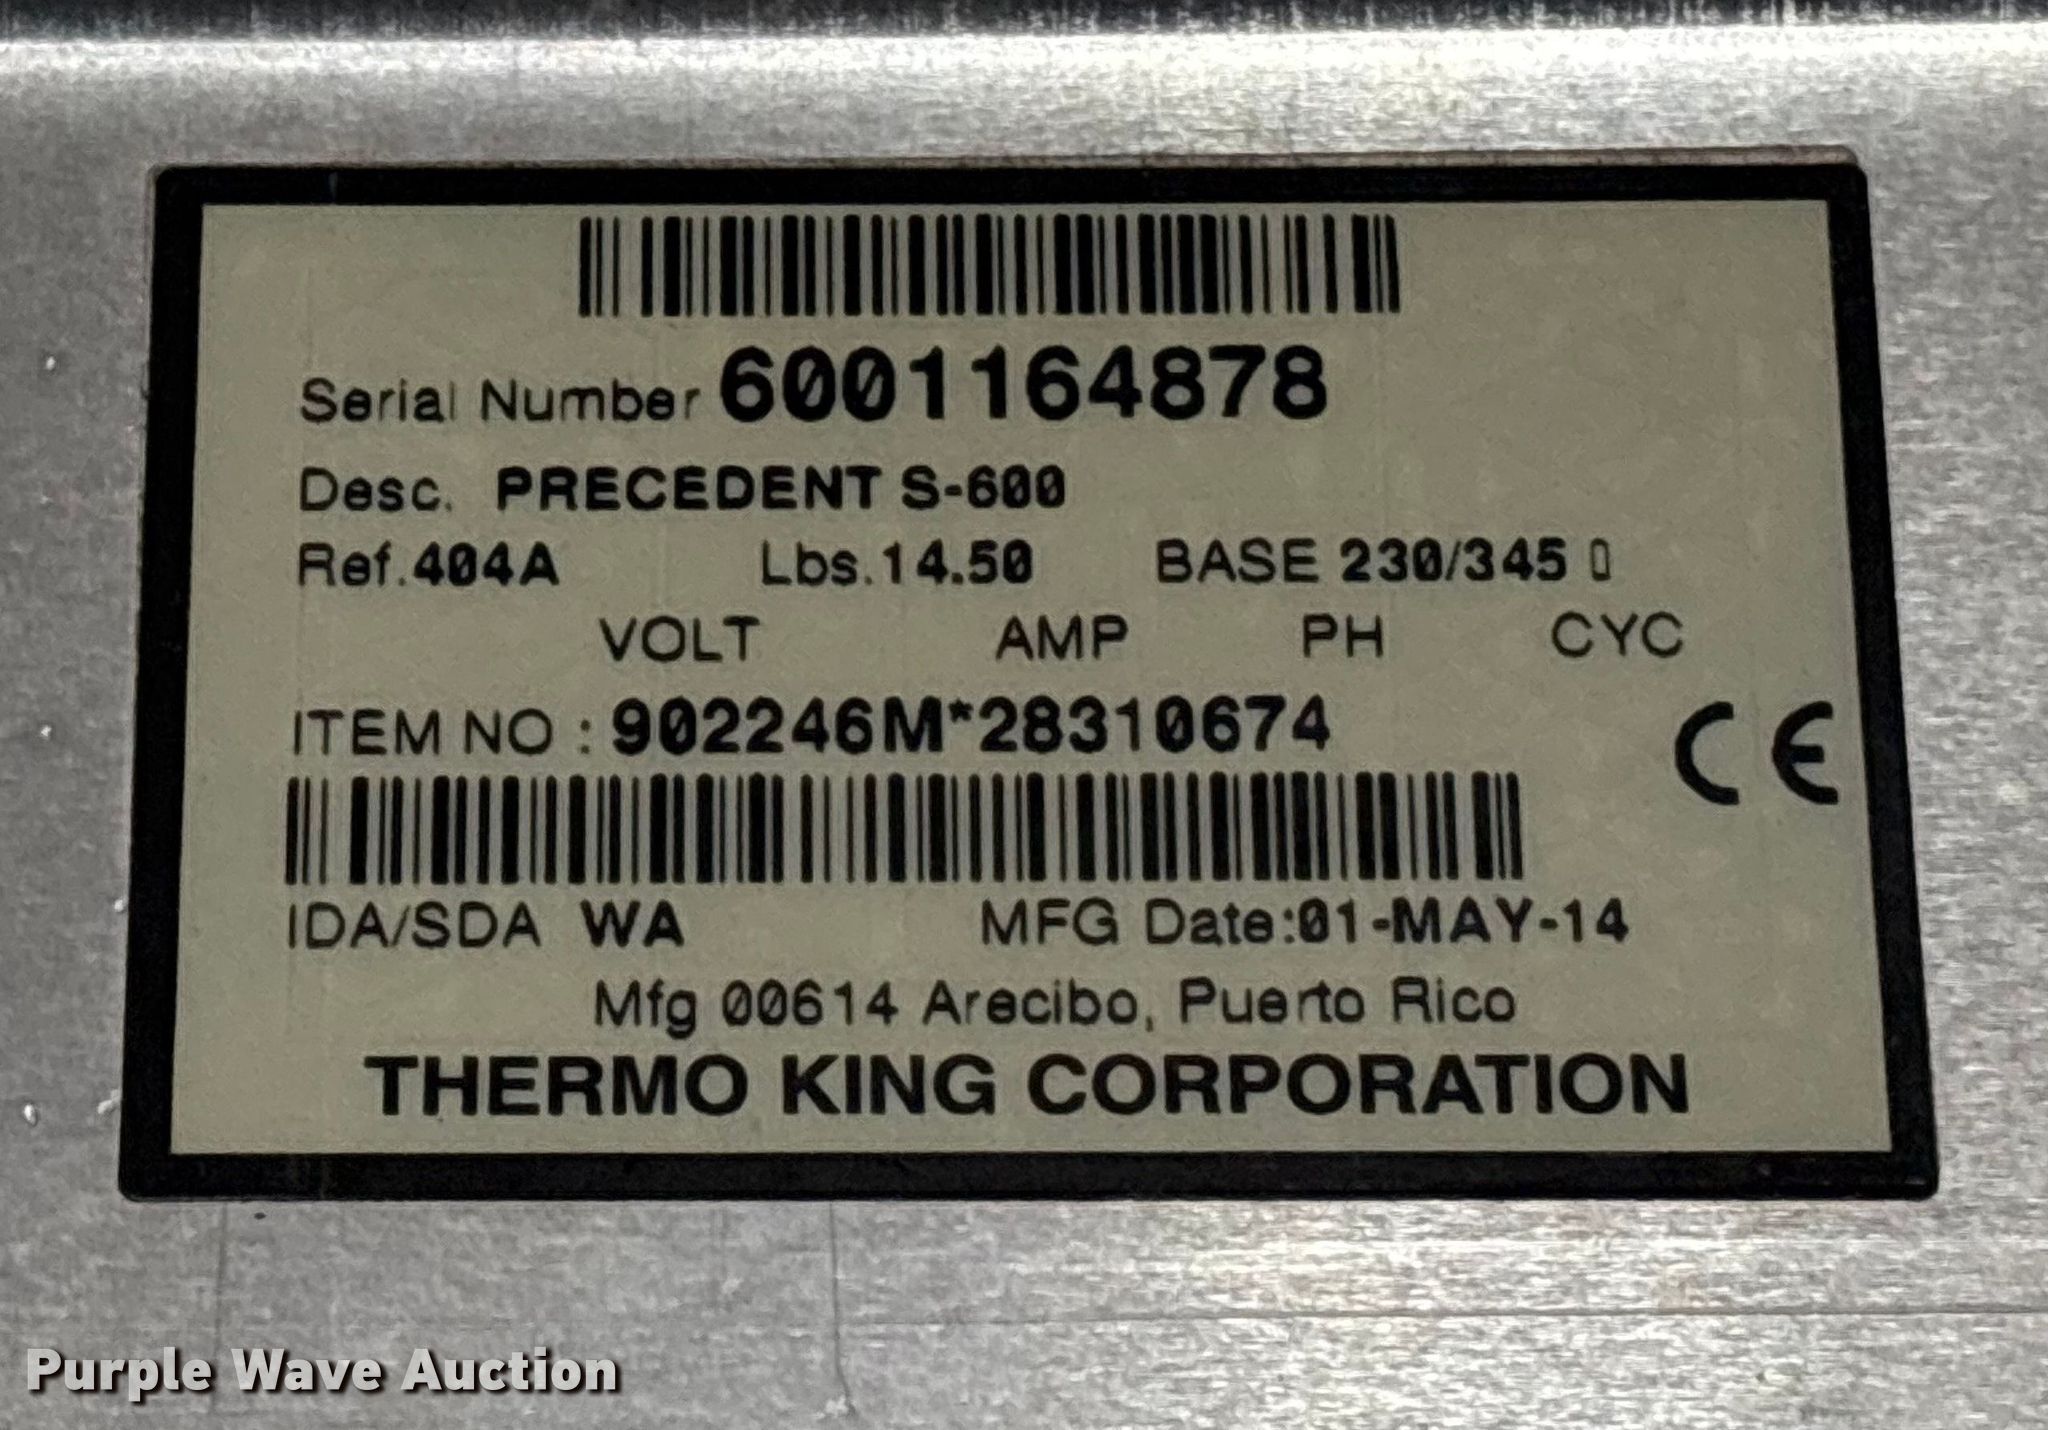 Serial Number 6001164878
Desc. PRECEDENT S-600
Ref.404A Lbs.14.50 BASE 230/345 ▯
VOLT AMP PH CYC
ITEM NO : 902246M*28310674
CE
IDA/SDA WA MFG Date:01-MAY-14
Mfg 00614 Arecibo, Puerto Rico
THERMO KING CORPORATION
Purple Wave Auction